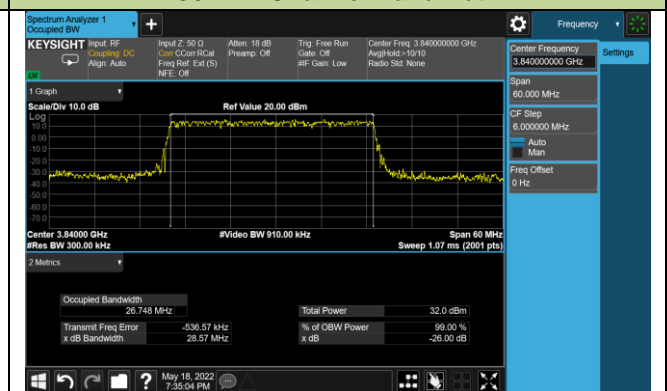 Spectrum Analyzer 1
Occupied BW
Frequency
KEYSIGHT
Input: RF
Coupling: DC
Align: Auto
Input Z: 50 Ω
Corr CCorr RCal
Freq Ref: Ext (S)
NFE: Off
Atten: 18 dB
Preamp: Off
Trig: Free Run
Gate: Off
#IF Gain: Low
Center Freq: 3.840000000 GHz
Avg|Hold:>10/10
Radio Std: None
Center Frequency
3.840000000 GHz
Settings
Span
60.000 MHz
CF Step
6.000000 MHz
Auto
Man
Freq Offset
0 Hz
1 Graph
Scale/Div 10.0 dB
Ref Value 20.00 dBm
Log
10.0
0.00
-10.0
-20.0
-30.0
-40.0
-50.0
-60.0
-70.0
Center 3.84000 GHz
#Video BW 910.00 kHz
Span 60 MHz
#Res BW 300.00 kHz
Sweep 1.07 ms (2001 pts)
2 Metrics
Occupied Bandwidth
26.748 MHz
Total Power 32.0 dBm
Transmit Freq Error -536.57 kHz
% of OBW Power 99.00 %
x dB Bandwidth 28.57 MHz
x dB -26.00 dB
May 18, 2022
7:35:04 PM